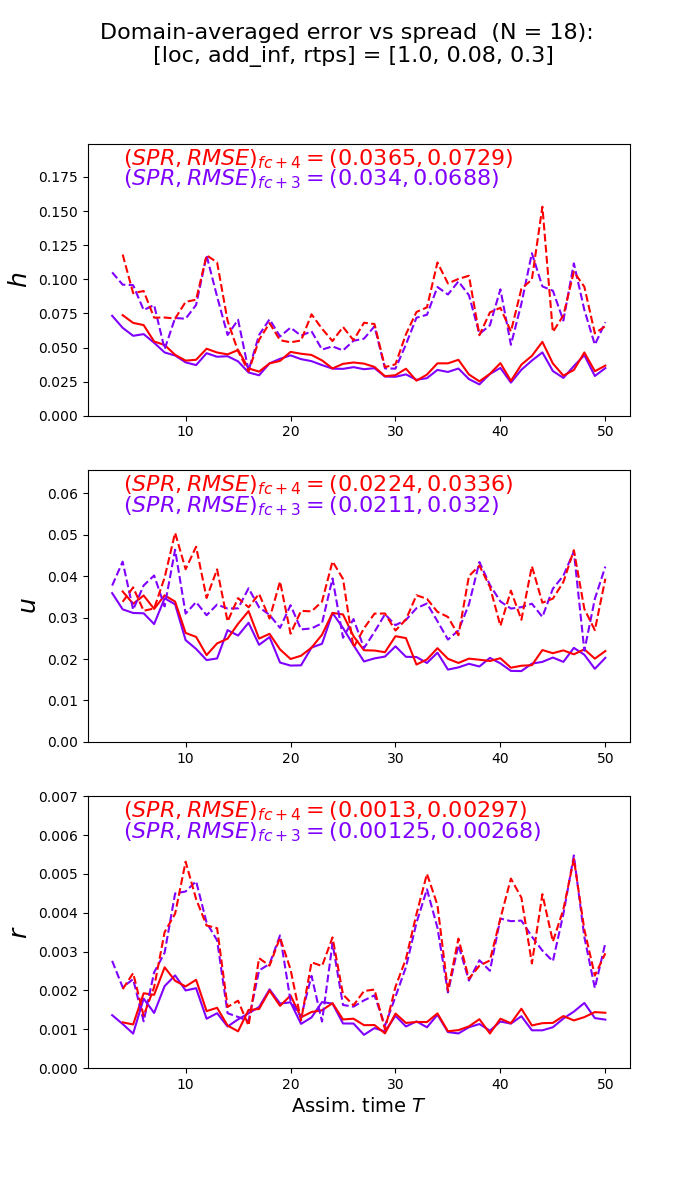 Domain-averaged error vs spread (N = 18):
[loc, add_inf, rtps] = [1.0, 0.08, 0.3]
(SPR, RMSE)fc+4 = (0.0365, 0.0729)
(SPR, RMSE)fc+3 = (0.034, 0.0688)
0.175
0.150
0.125
0.100
0.075
0.050
0.025
0.000
h
10 20 30 40 50
(SPR, RMSE)fc+4 = (0.0224, 0.0336)
(SPR, RMSE)fc+3 = (0.0211, 0.032)
0.06
0.05
0.04
0.03
0.02
0.01
0.00
u
10 20 30 40 50
(SPR, RMSE)fc+4 = (0.0013, 0.00297)
(SPR, RMSE)fc+3 = (0.00125, 0.00268)
0.007
0.006
0.005
0.004
0.003
0.002
0.001
0.000
r
10 20 30 40 50
Assim. time T